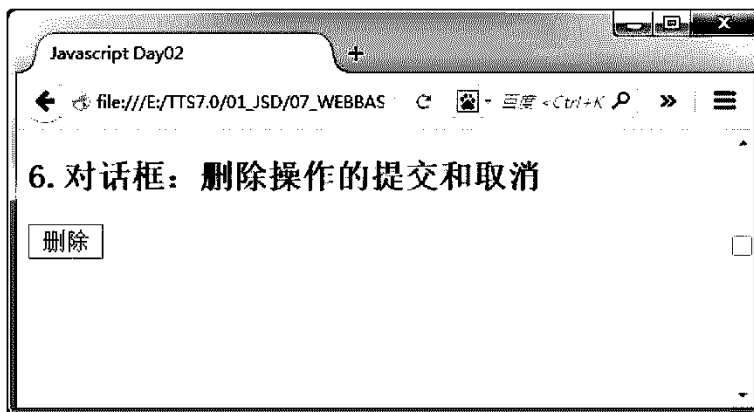 Javascript Day02
file:///E:/TTS7.0/01_JSD/07_WEBBAS
百度 <Ctrl+K
6. 对话框：删除操作的提交和取消
删除